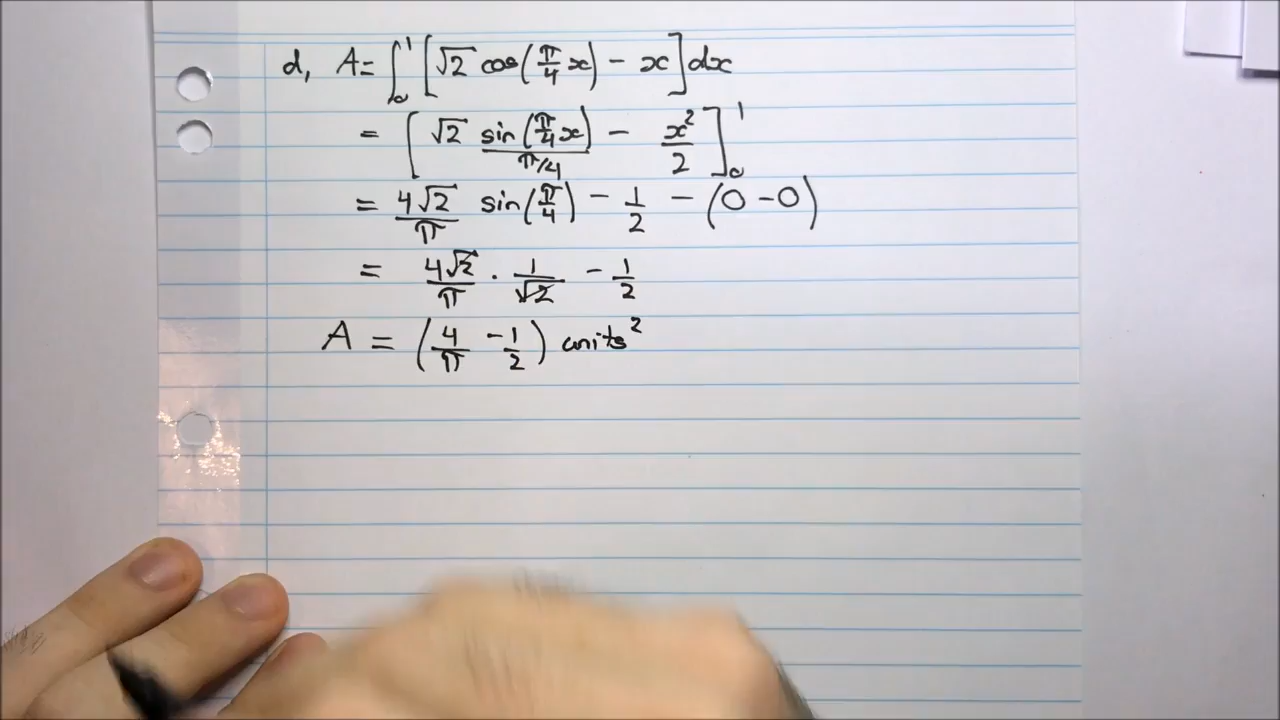 d, A = ∫₀¹ [√2 cos(π/4 x) − x] dx
= [√2 sin(π/4 x)/(π/4) − x²/2]₀¹
= 4√2/π sin(π/4) − 1/2 − (0 − 0)
= 4√2/π · 1/√2 − 1/2
A = (4/π − 1/2) units²